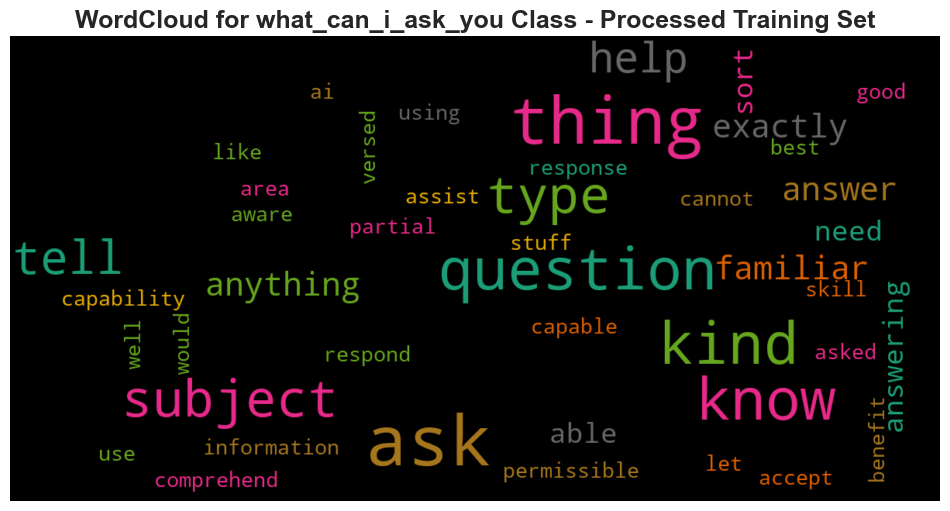 WordCloud for what_can_i_ask_you Class - Processed Training Set
help
sort
ai
good
using
thing
versed
exactly
best
like
response
area
assist
type
cannot
answer
aware
partial
need
stuff
tell
question
familiar
anything
skill
capability
answering
capable
well
would
respond
kind
asked
subject
know
ask
able
benefit
use
information
permissible
let
comprehend
accept